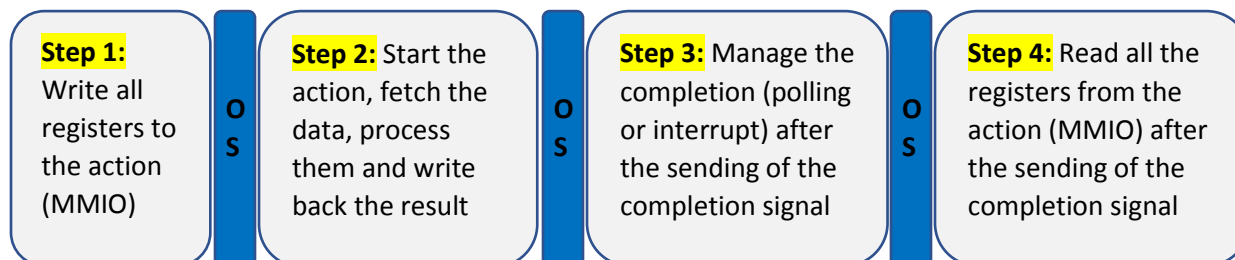 Step 1:
Write all
registers to
the action
(MMIO)
O
S
Step 2: Start the
action, fetch the
data, process
them and write
back the result
O
S
Step 3: Manage the
completion (polling
or interrupt) after
the sending of the
completion signal
O
S
Step 4: Read all the
registers from the
action (MMIO) after
the sending of the
completion signal